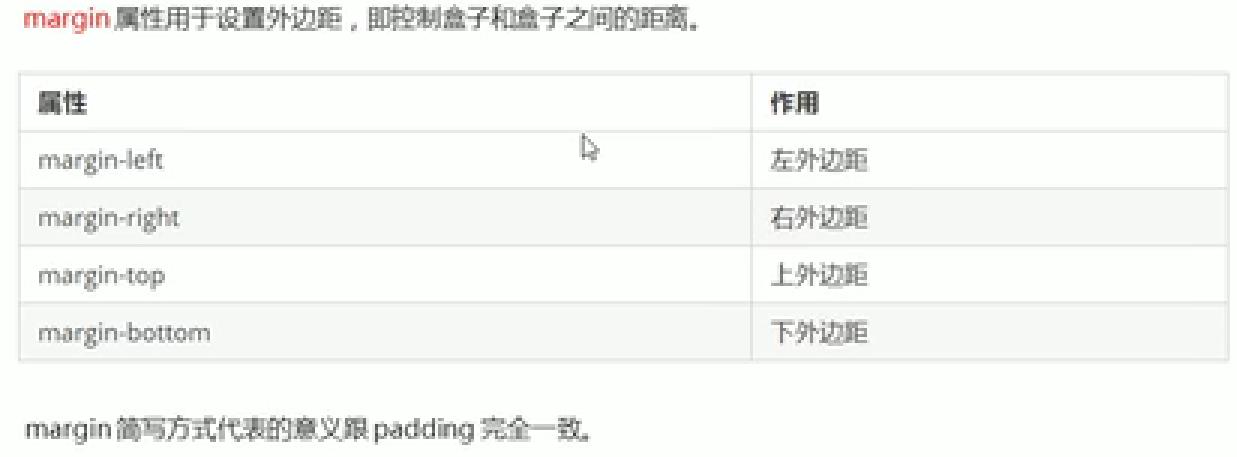 margin 属性用于设置外边距，即控制盒子和盒子之间的距离。
属性 作用
margin-left 左外边距
margin-right 右外边距
margin-top 上外边距
margin-bottom 下外边距
margin 简写方式代表的意义跟 padding 完全一致。